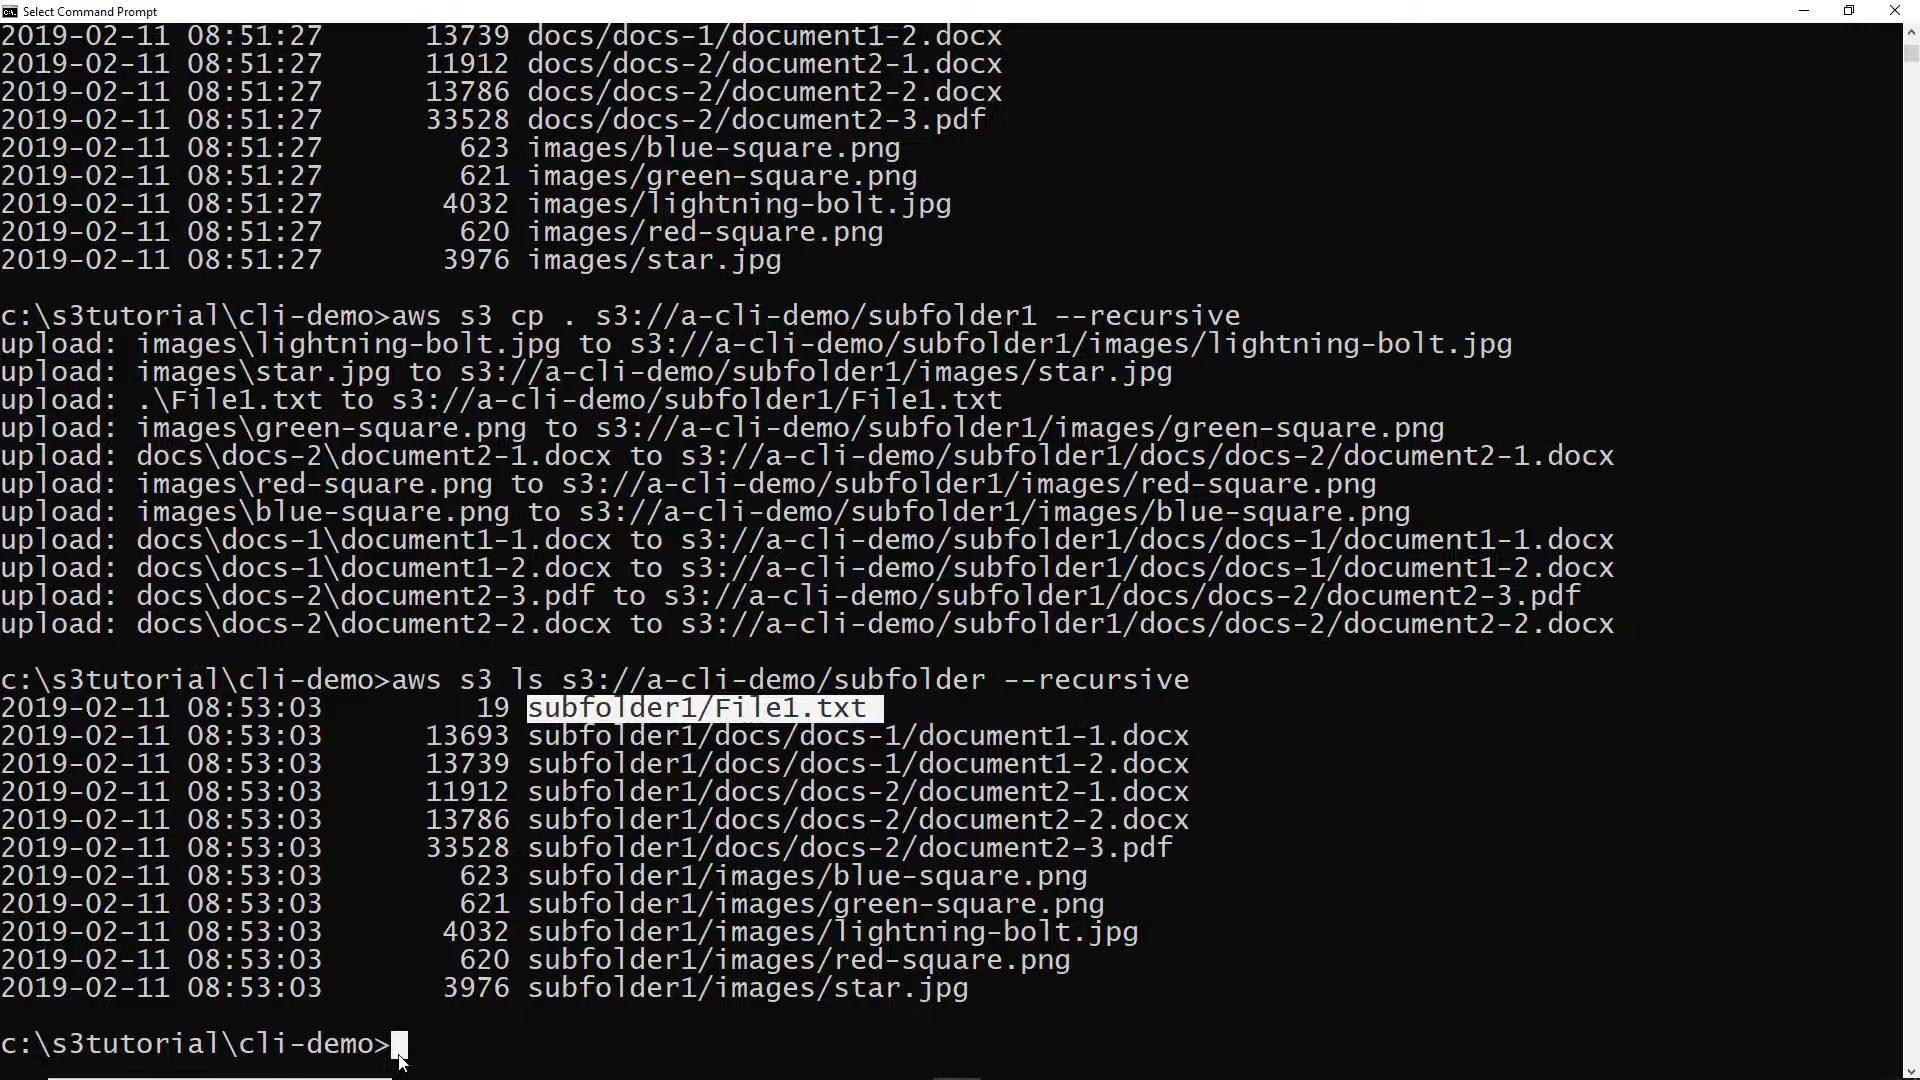 Select Command Prompt
2019-02-11 08:51:27 13739 docs/docs-1/document1-2.docx
2019-02-11 08:51:27 11912 docs/docs-2/document2-1.docx
2019-02-11 08:51:27 13786 docs/docs-2/document2-2.docx
2019-02-11 08:51:27 33528 docs/docs-2/document2-3.pdf
2019-02-11 08:51:27 623 images/blue-square.png
2019-02-11 08:51:27 621 images/green-square.png
2019-02-11 08:51:27 4032 images/lightning-bolt.jpg
2019-02-11 08:51:27 620 images/red-square.png
2019-02-11 08:51:27 3976 images/star.jpg
c:\s3tutorial\cli-demo>aws s3 cp . s3://a-cli-demo/subfolder1 --recursive
upload: images\lightning-bolt.jpg to s3://a-cli-demo/subfolder1/images/lightning-bolt.jpg
upload: images\star.jpg to s3://a-cli-demo/subfolder1/images/star.jpg
upload: .\File1.txt to s3://a-cli-demo/subfolder1/File1.txt
upload: images\green-square.png to s3://a-cli-demo/subfolder1/images/green-square.png
upload: docs\docs-2\document2-1.docx to s3://a-cli-demo/subfolder1/docs/docs-2/document2-1.docx
upload: images\red-square.png to s3://a-cli-demo/subfolder1/images/red-square.png
upload: images\blue-square.png to s3://a-cli-demo/subfolder1/images/blue-square.png
upload: docs\docs-1\document1-1.docx to s3://a-cli-demo/subfolder1/docs/docs-1/document1-1.docx
upload: docs\docs-1\document1-2.docx to s3://a-cli-demo/subfolder1/docs/docs-1/document1-2.docx
upload: docs\docs-2\document2-3.pdf to s3://a-cli-demo/subfolder1/docs/docs-2/document2-3.pdf
upload: docs\docs-2\document2-2.docx to s3://a-cli-demo/subfolder1/docs/docs-2/document2-2.docx
c:\s3tutorial\cli-demo>aws s3 ls s3://a-cli-demo/subfolder --recursive
2019-02-11 08:53:03 19 subfolder1/File1.txt
2019-02-11 08:53:03 13693 subfolder1/docs/docs-1/document1-1.docx
2019-02-11 08:53:03 13739 subfolder1/docs/docs-1/document1-2.docx
2019-02-11 08:53:03 11912 subfolder1/docs/docs-2/document2-1.docx
2019-02-11 08:53:03 13786 subfolder1/docs/docs-2/document2-2.docx
2019-02-11 08:53:03 33528 subfolder1/docs/docs-2/document2-3.pdf
2019-02-11 08:53:03 623 subfolder1/images/blue-square.png
2019-02-11 08:53:03 621 subfolder1/images/green-square.png
2019-02-11 08:53:03 4032 subfolder1/images/lightning-bolt.jpg
2019-02-11 08:53:03 620 subfolder1/images/red-square.png
2019-02-11 08:53:03 3976 subfolder1/images/star.jpg
c:\s3tutorial\cli-demo>